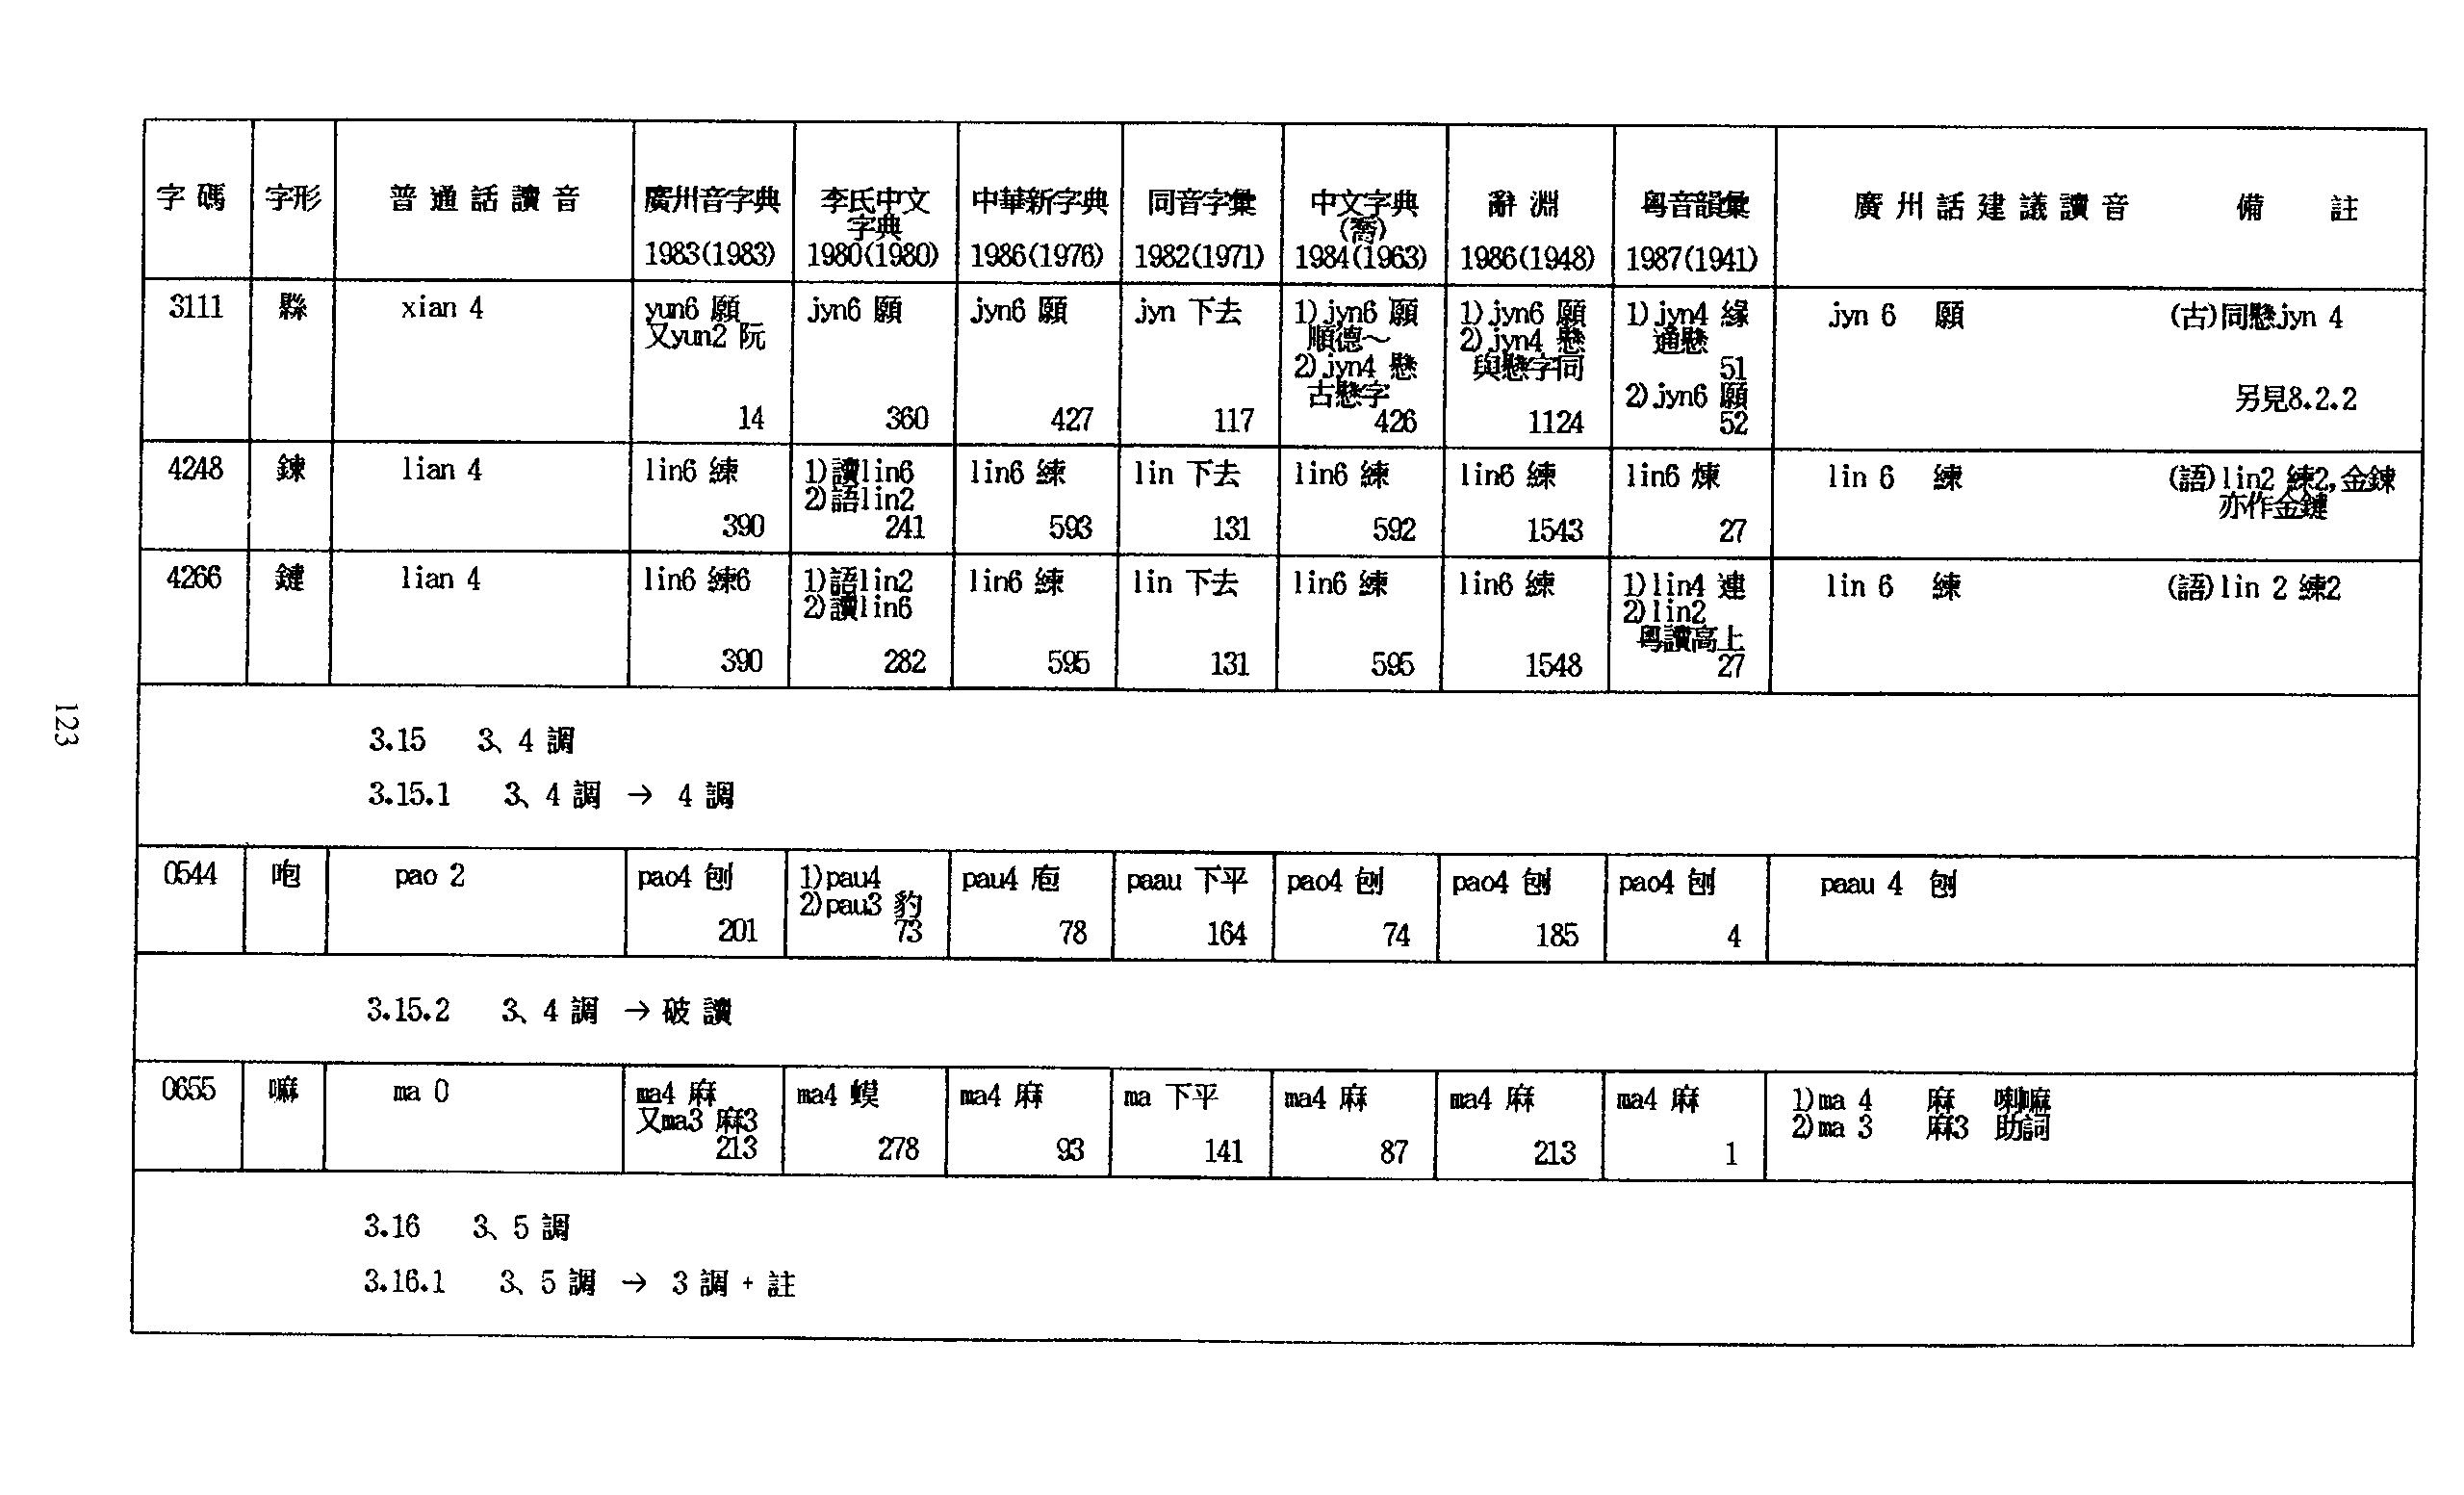 字碼 字形 普通話讀音 廣州音字典 1983(1983) 李氏中文字典 1980(1980) 中華新字典 1986(1976) 同音字彙 1982(1971) 中文字典(喬) 1984(1963) 辭淵 1986(1948) 粤音韻彙 1987(1941) 廣州話建議讀音 備註
3111 縣 xian 4 yun6 願 又yun2 阮 14 jyn6 願 360 jyn6 願 427 jyn 下去 117 1)jyn6 願 順德～ 2)jyn4 懸 古懸字 426 1)jyn6 願 2)jyn4 懸 與懸字同 1124 1)jyn4 緣 通懸 51 2)jyn6 願 52 jyn 6 願 (古)同懸jyn 4 另見8.2.2
4248 鍊 lian 4 lin6 練 390 1)讀lin6 2)語lin2 241 lin6 練 593 lin 下去 131 lin6 練 592 lin6 練 1543 lin6 煉 27 lin 6 練 (語)lin2 練2,金鍊 亦作金鏈
4266 鏈 lian 4 lin6 練6 390 1)語lin2 2)讀lin6 282 lin6 練 595 lin 下去 131 lin6 練 595 lin6 練 1548 1)lin4 連 2)lin2 粤讀高上 27 lin 6 練 (語)lin 2 練2
3.15 3、4 調
3.15.1 3、4 調 → 4 調
0544 咆 pao 2 pao4 刨 201 1)pau4 2)pau3 豹 73 pau4 庖 78 paau 下平 164 pao4 刨 74 pao4 刨 185 pao4 刨 4 paau 4 刨
3.15.2 3、4 調 → 破讀
0655 嘛 ma 0 ma4 麻 又ma3 麻3 213 ma4 蟆 278 ma4 麻 93 ma 下平 141 ma4 麻 87 ma4 麻 213 ma4 麻 1 1)ma 4 麻 喇嘛 2)ma 3 麻3 助詞
3.16 3、5 調
3.16.1 3、5 調 → 3 調 + 註
123